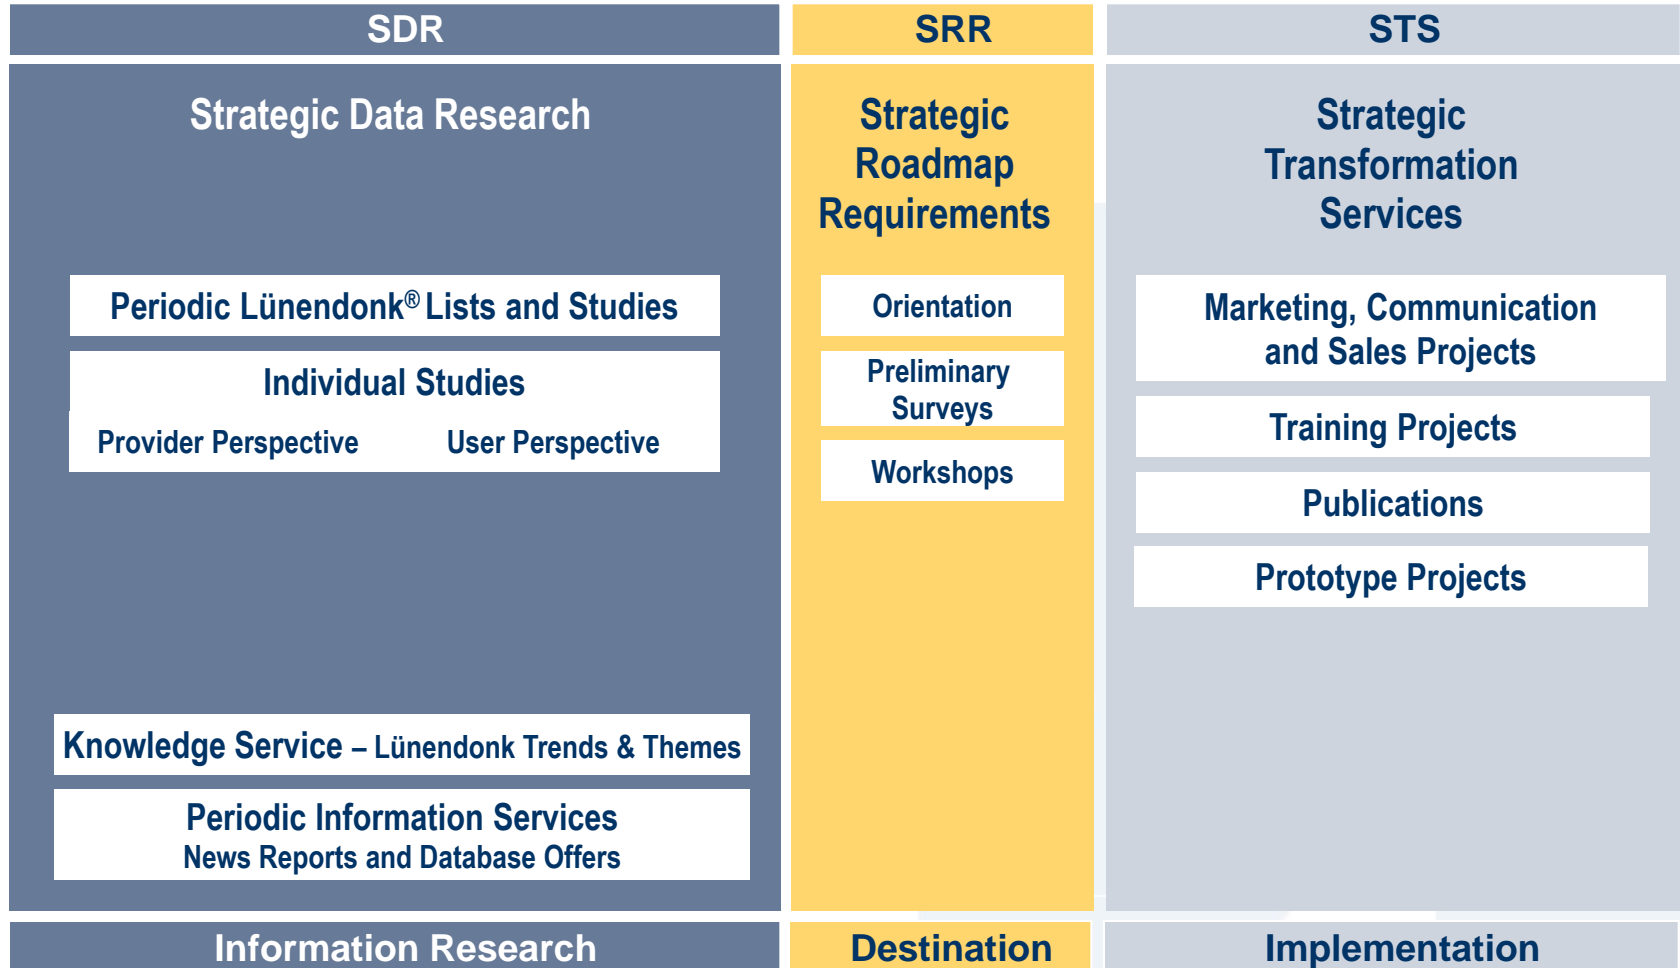 SDR
Strategic Data Research
Periodic Lünendonk® Lists and Studies
Individual Studies
Provider Perspective User Perspective
Knowledge Service – Lünendonk Trends & Themes
Periodic Information Services
News Reports and Database Offers
Information Research
SRR
Strategic
Roadmap
Requirements
Orientation
Preliminary
Surveys
Workshops
Destination
STS
Strategic
Transformation
Services
Marketing, Communication
and Sales Projects
Training Projects
Publications
Prototype Projects
Implementation